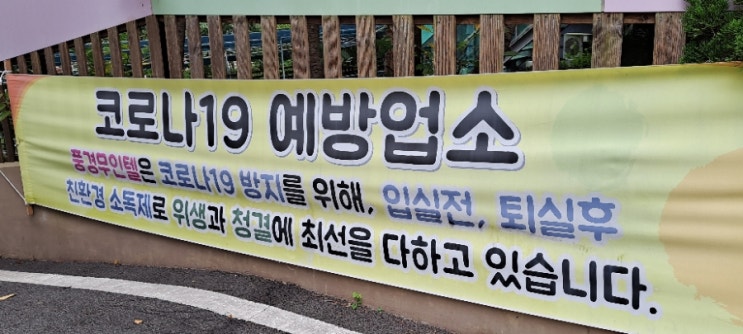 코로나19 예방업소
풍경무인텔은 코로나19 방지를 위해, 입실전, 퇴실후
친환경 소독제로 위생과 청결에 최선을 다하고 있습니다.